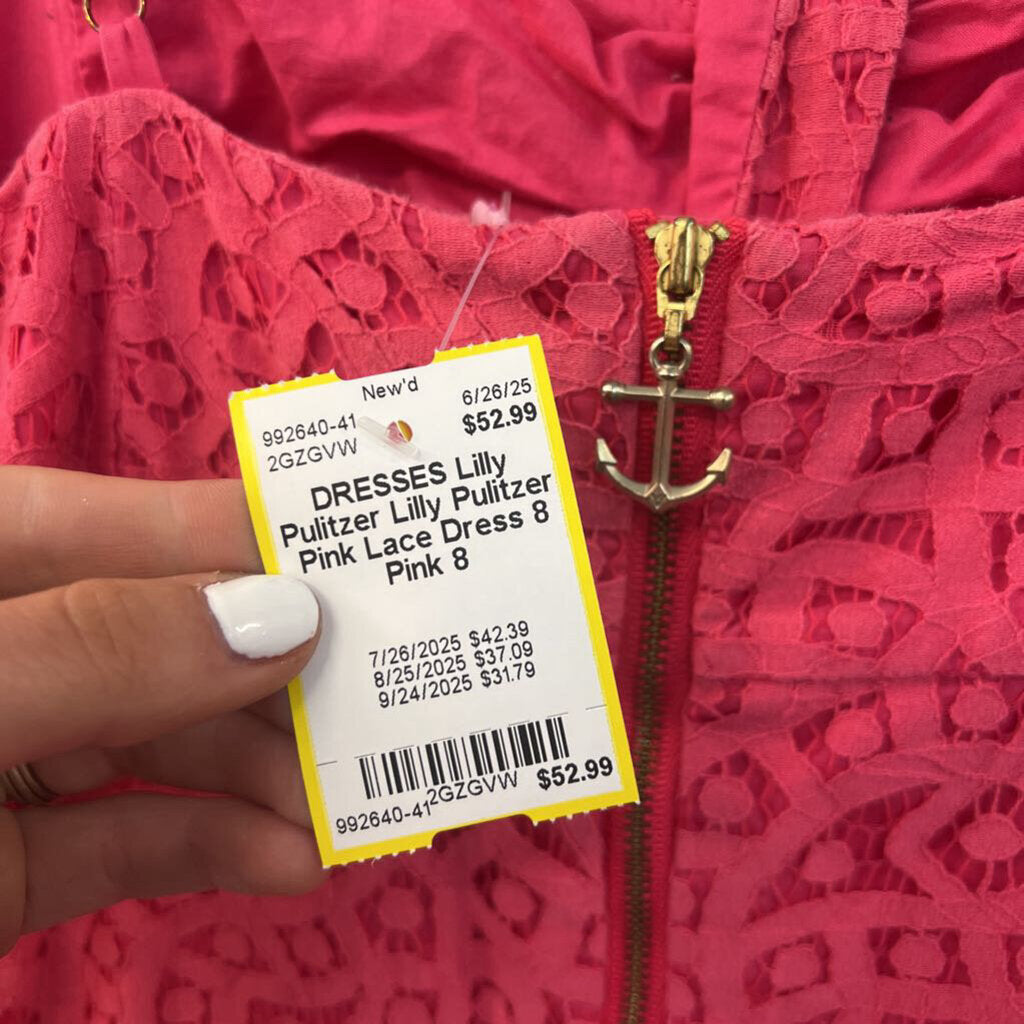 New'd
6/26/25
992640-41
$52.99
2GZGVW
DRESSES Lilly
Pulitzer Lilly Pulitzer
Pink Lace Dress 8
Pink 8
7/26/2025 $42.39
8/25/2025 $37.09
9/24/2025 $31.79
992640-41
2GZGVW
$52.99